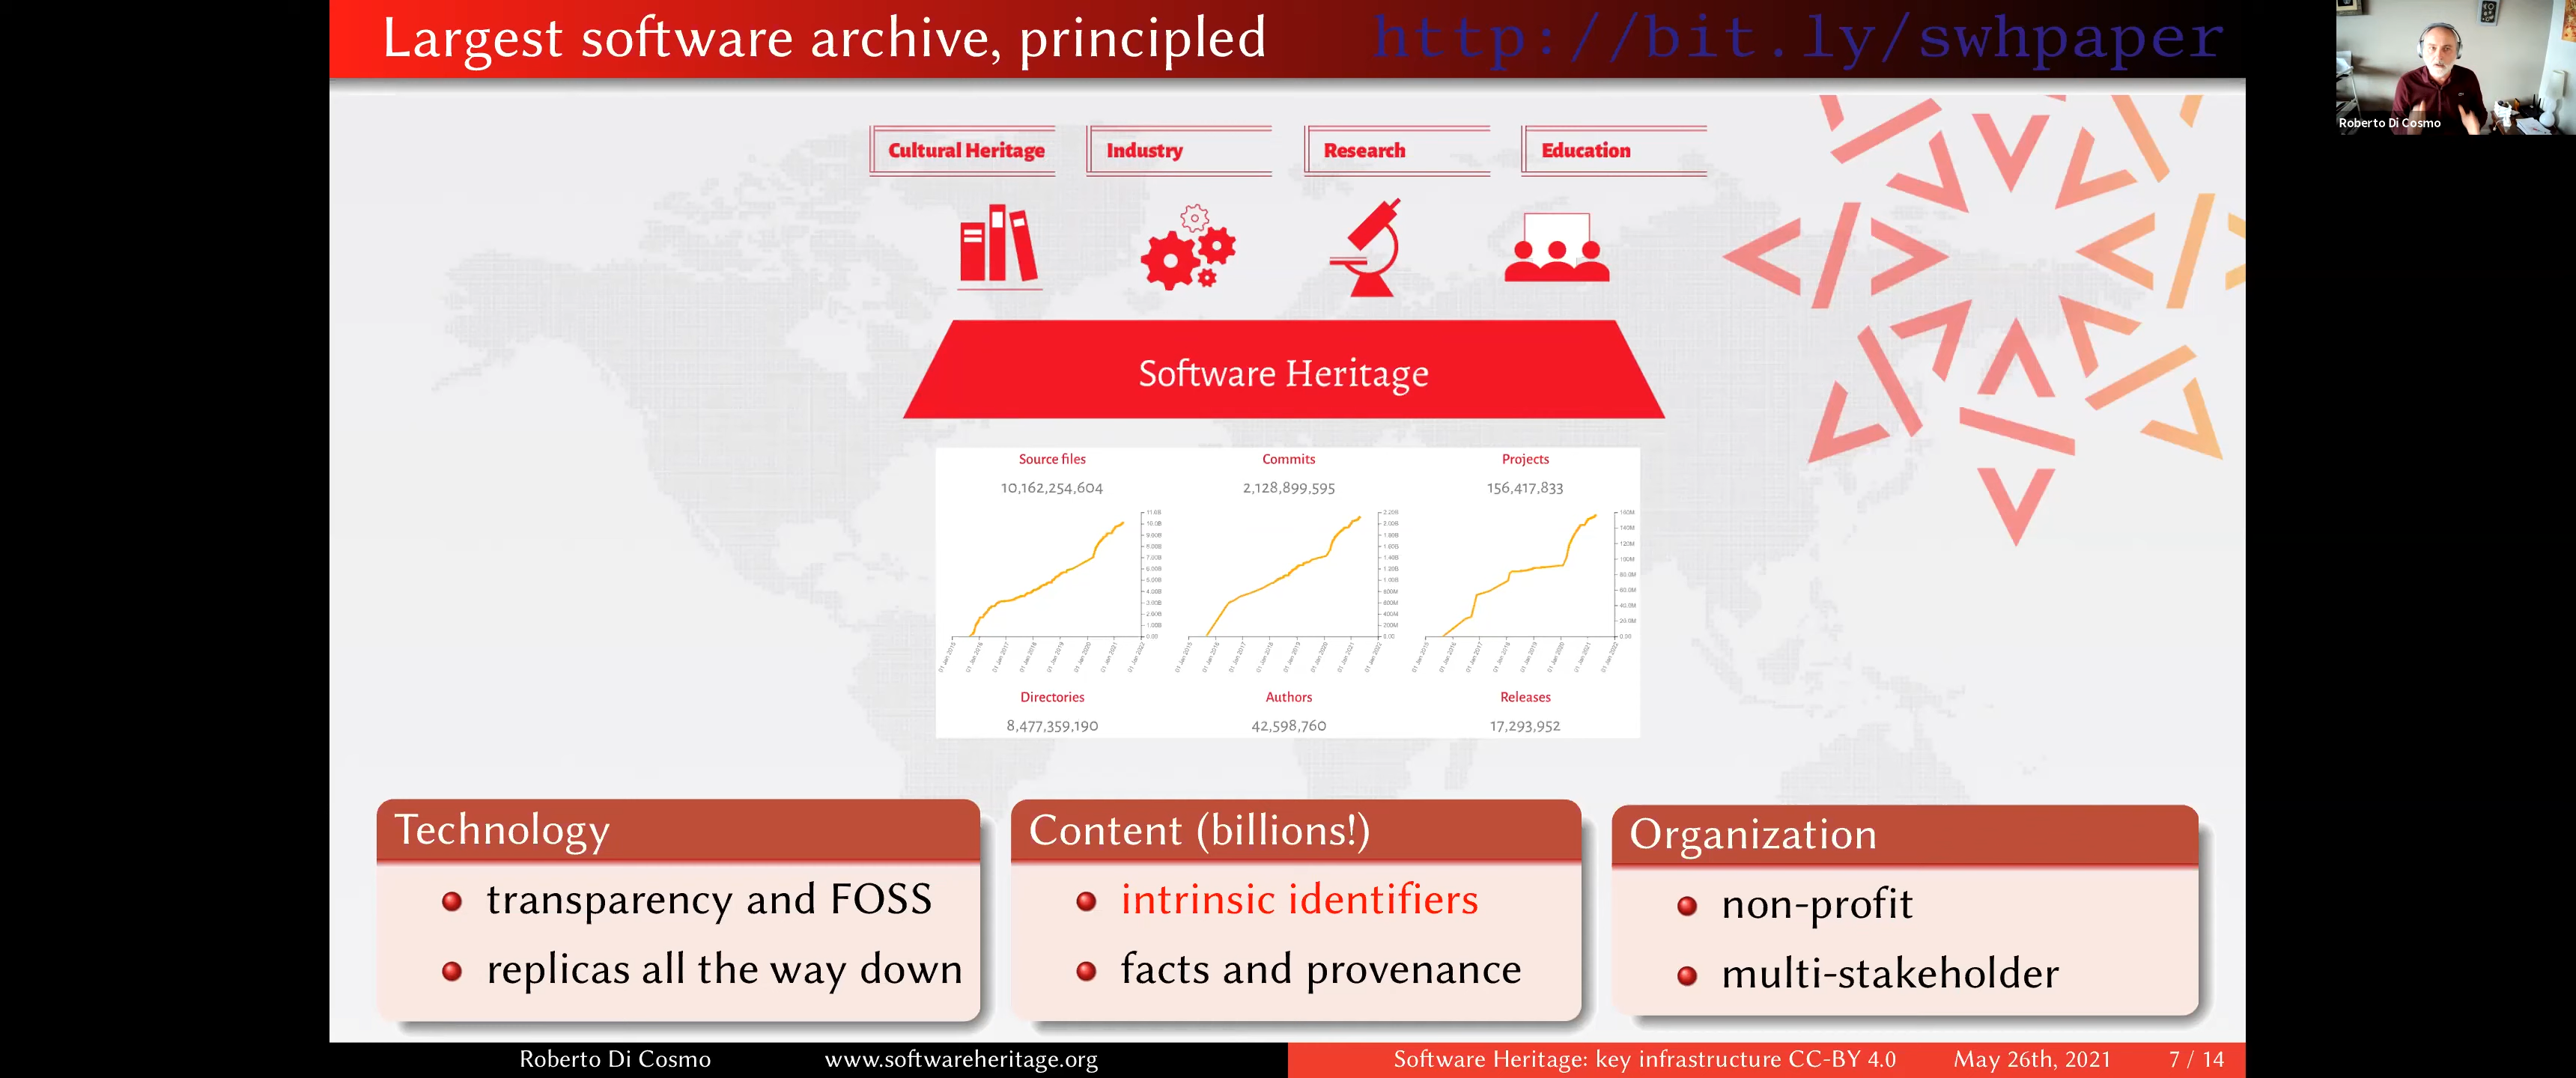 Largest software archive, principled http://bit.ly/swhpaper
Roberto Di Cosmo
Cultural Heritage Industry Research Education
Software Heritage
Source files Commits Projects
10,162,254,604 2,128,899,595 156,417,833
Directories Authors Releases
8,477,359,190 42,598,760 17,293,952
Technology
transparency and FOSS
replicas all the way down
Content (billions!)
intrinsic identifiers
facts and provenance
Organization
non-profit
multi-stakeholder
Roberto Di Cosmo www.softwareheritage.org Software Heritage: key infrastructure CC-BY 4.0 May 26th, 2021 7 / 14